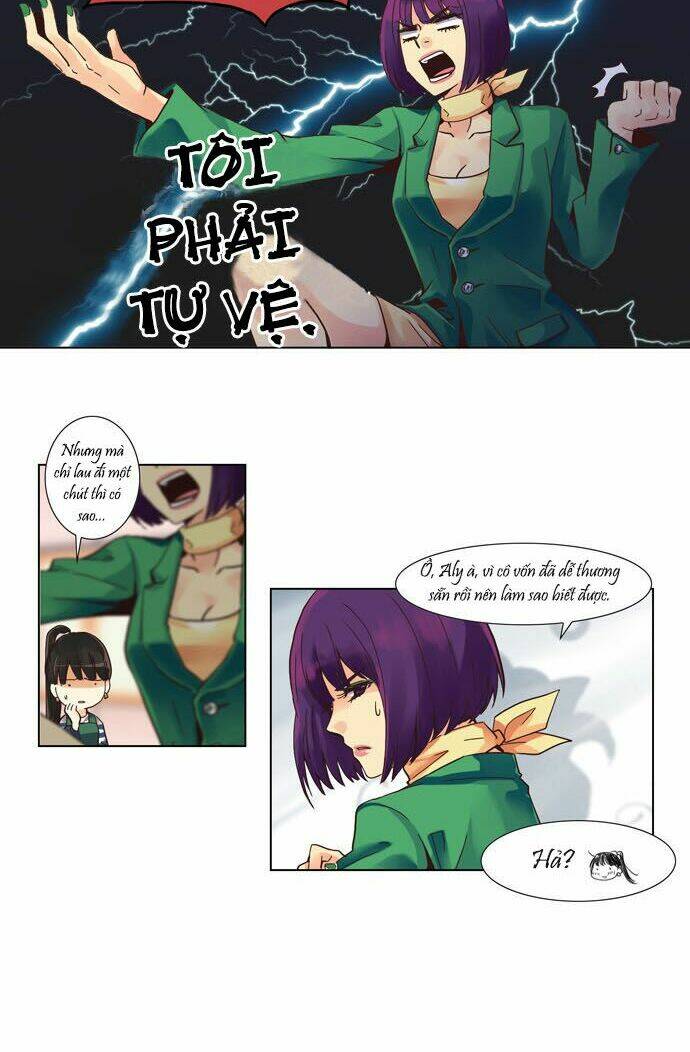 TÔI
PHẢI
TỰ VỆ.
Nhưng mà
chỉ lau đi một
chút thì có
sao...
Ồ, Aly à, vì cô vốn đã dễ thương
sẵn rồi nên làm sao biết được.
Hả?